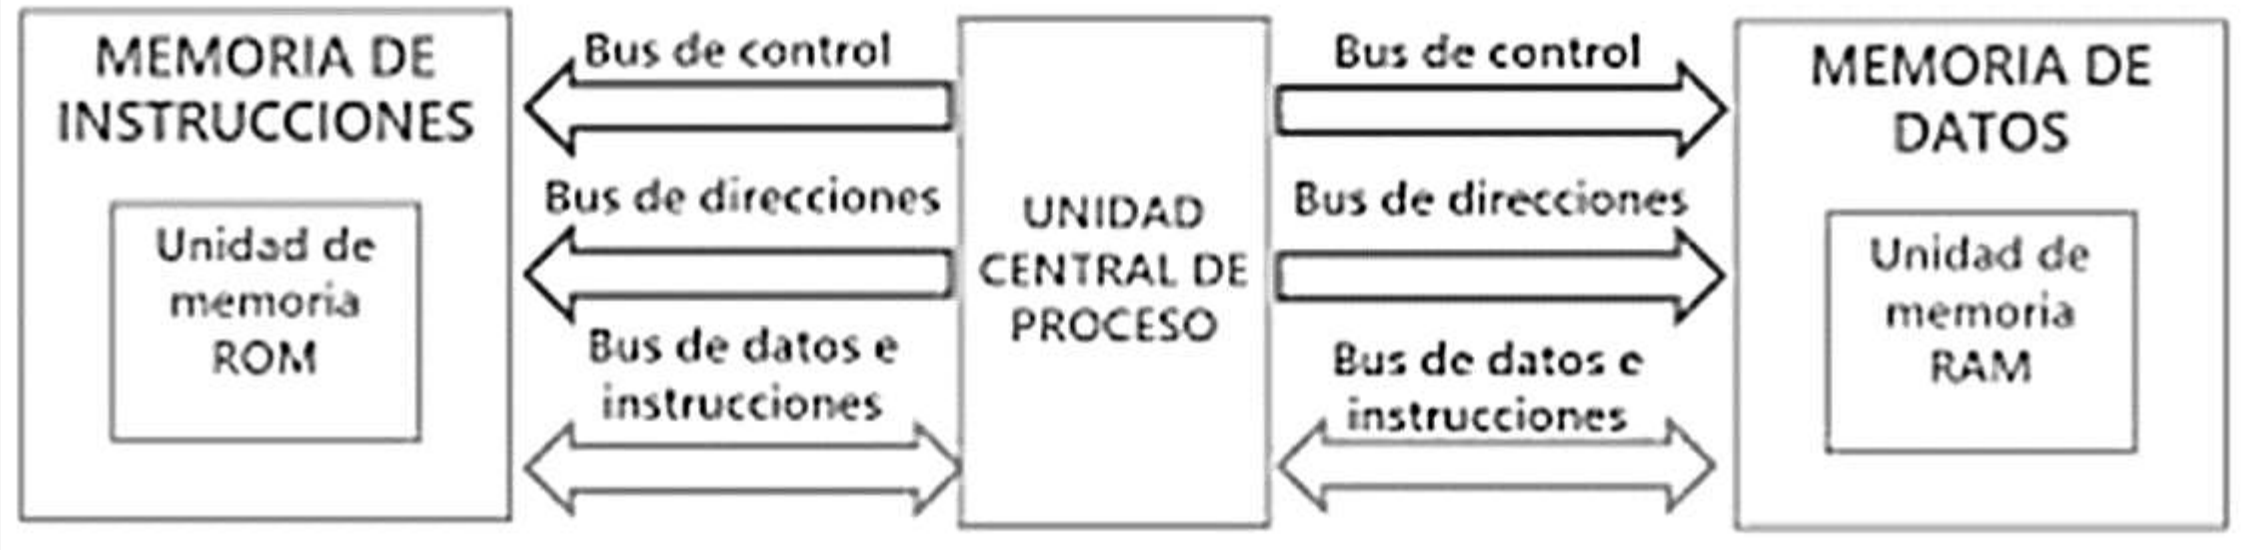 MEMORIA DE
INSTRUCCIONES
Unidad de
memoria
ROM
Bus de control
Bus de direcciones
Bus de datos e
instrucciones
UNIDAD
CENTRAL DE
PROCESO
Bus de control
Bus de direcciones
Bus de datos e
instrucciones
MEMORIA DE
DATOS
Unidad de
memoria
RAM